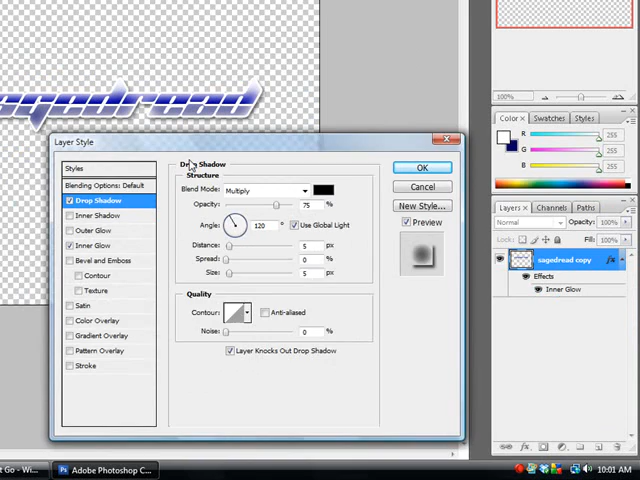 agedread
Layer Style
Styles
Blending Options: Default
Drop Shadow
Inner Shadow
Outer Glow
Inner Glow
Bevel and Emboss
Contour
Texture
Satin
Color Overlay
Gradient Overlay
Pattern Overlay
Stroke
Drop Shadow
Structure
Blend Mode: Multiply
Opacity: 75 %
Angle: 120 ° Use Global Light
Distance: 5 px
Spread: 0 %
Size: 5 px
Quality
Contour: Anti-aliased
Noise: 0 %
Layer Knocks Out Drop Shadow
OK
Cancel
New Style...
Preview
100%
Color x Swatches Styles
R 255
G 255
B 255
Layers x Channels Paths
Normal Opacity: 100%
Lock: Fill: 100%
sagedread copy fx
Effects
Inner Glow
t Go - Wi...
Ps Adobe Photoshop C...
10:01 AM